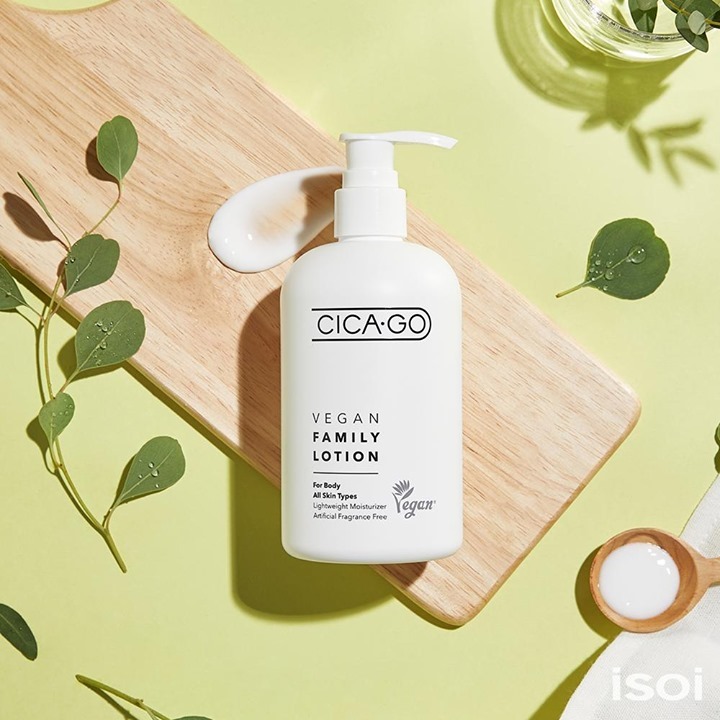 CICA·GO
VEGAN
FAMILY
LOTION
For Body
All Skin Types
Lightweight Moisturizer
Artificial Fragrance Free
Vegan
isoi